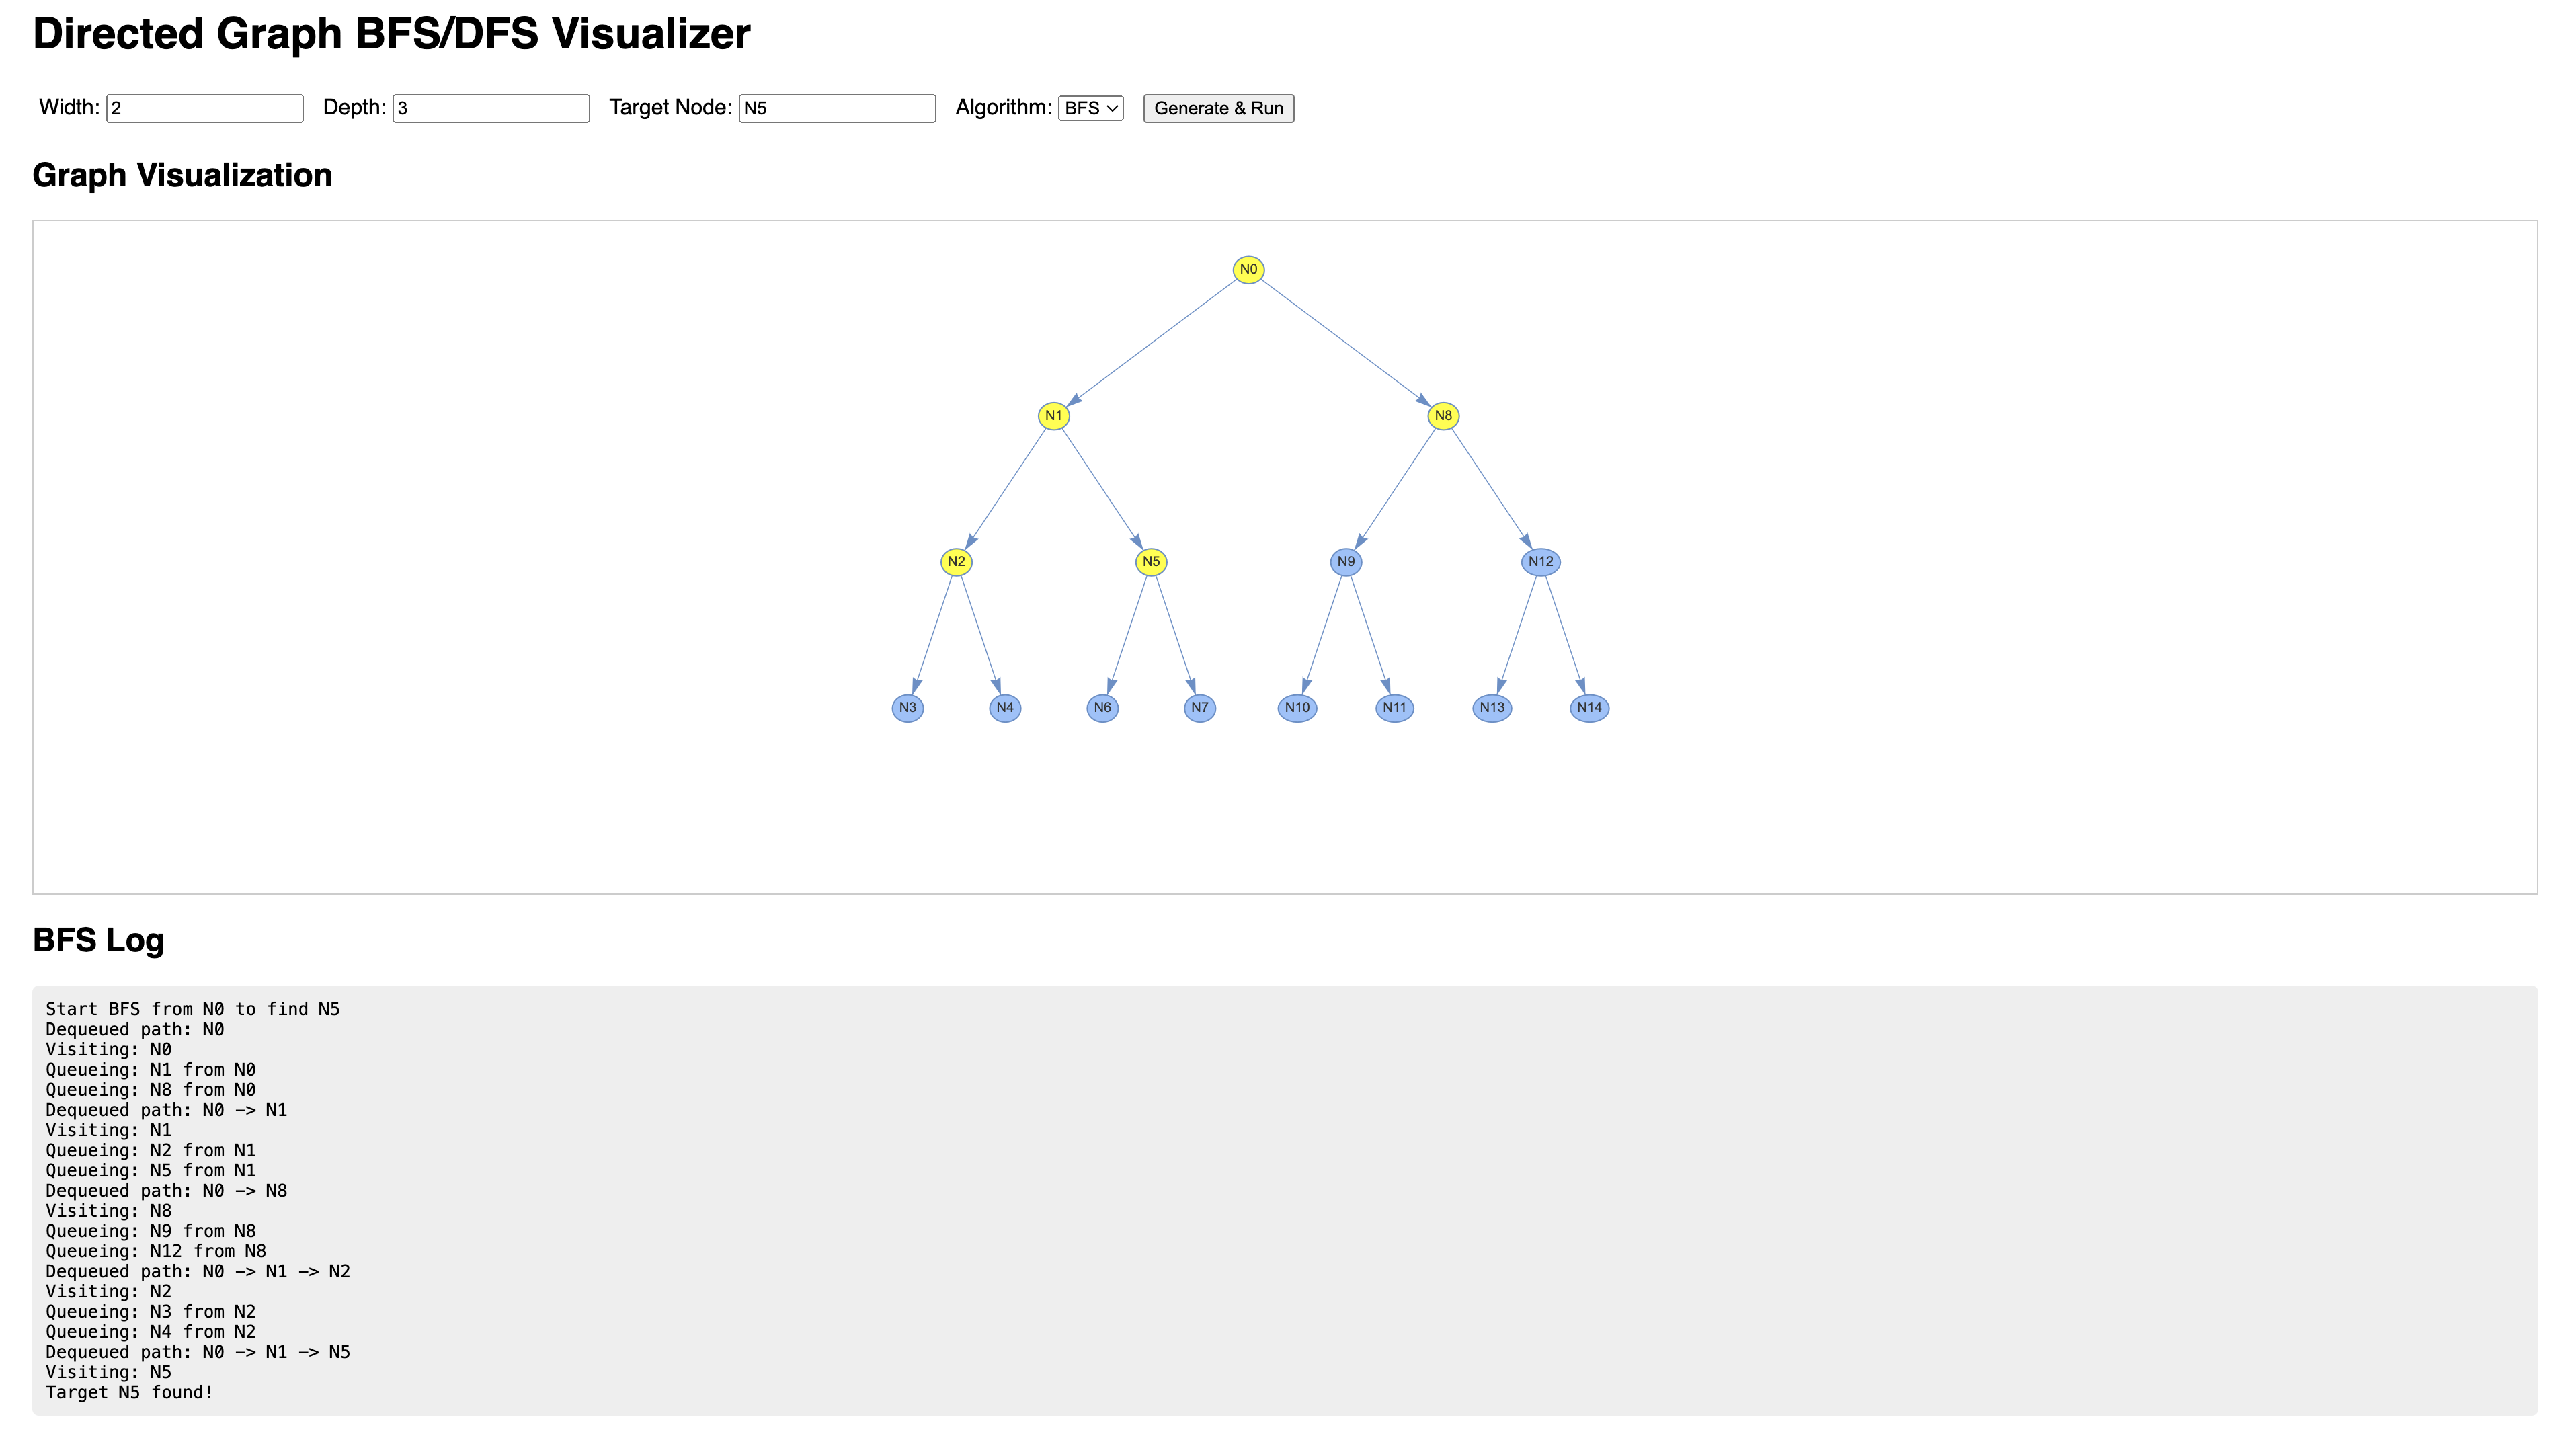 Directed Graph BFS/DFS Visualizer
Width: 2 Depth: 3 Target Node: N5 Algorithm: BFS Generate & Run
Graph Visualization
N0
N1 N8
N2 N5 N9 N12
N3 N4 N6 N7 N10 N11 N13 N14
BFS Log
Start BFS from N0 to find N5
Dequeued path: N0
Visiting: N0
Queueing: N1 from N0
Queueing: N8 from N0
Dequeued path: N0 -> N1
Visiting: N1
Queueing: N2 from N1
Queueing: N5 from N1
Dequeued path: N0 -> N8
Visiting: N8
Queueing: N9 from N8
Queueing: N12 from N8
Dequeued path: N0 -> N1 -> N2
Visiting: N2
Queueing: N3 from N2
Queueing: N4 from N2
Dequeued path: N0 -> N1 -> N5
Visiting: N5
Target N5 found!